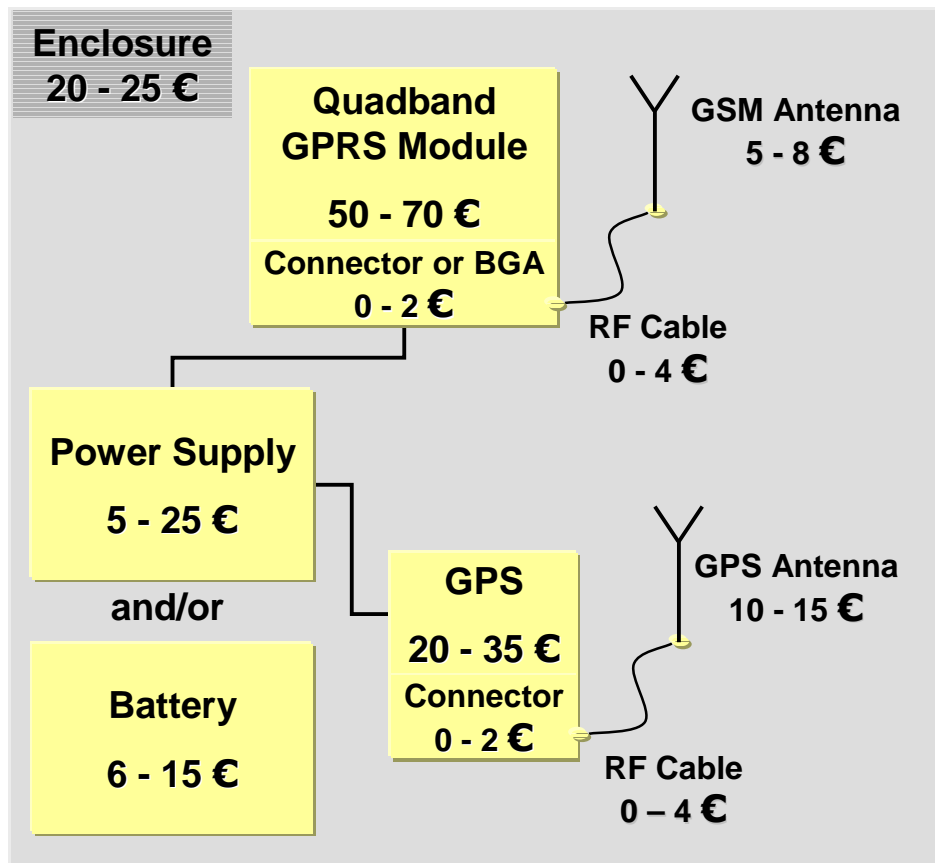 Enclosure
20 - 25 €
Quadband
GPRS Module
50 - 70 €
Connector or BGA
0 - 2 €
GSM Antenna
5 - 8 €
RF Cable
0 - 4 €
Power Supply
5 - 25 €
and/or
Battery
6 - 15 €
GPS
20 - 35 €
Connector
0 - 2 €
GPS Antenna
10 - 15 €
RF Cable
0 – 4 €